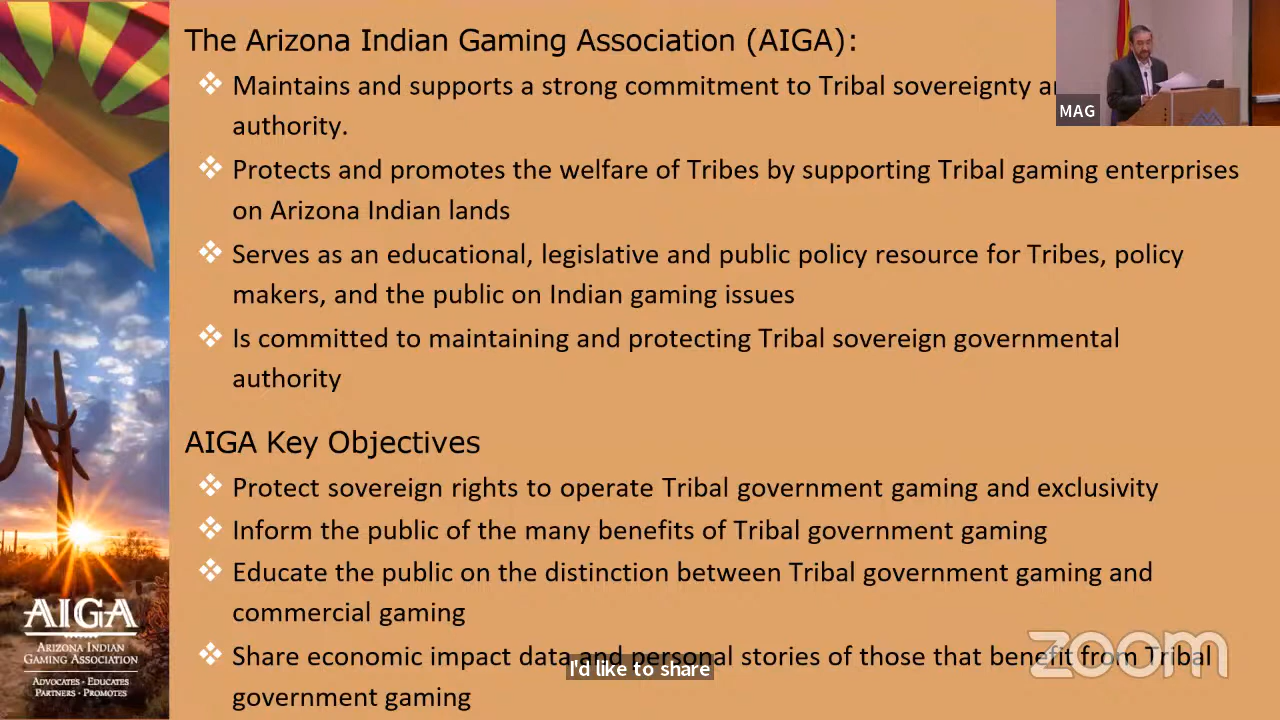 The Arizona Indian Gaming Association (AIGA):
Maintains and supports a strong commitment to Tribal sovereignty
authority.
Protects and promotes the welfare of Tribes by supporting Tribal gaming enterprises
on Arizona Indian lands
Serves as an educational, legislative and public policy resource for Tribes, policy
makers, and the public on Indian gaming issues
Is committed to maintaining and protecting Tribal sovereign governmental
authority
AIGA Key Objectives
Protect sovereign rights to operate Tribal government gaming and exclusivity
Inform the public of the many benefits of Tribal government gaming
Educate the public on the distinction between Tribal government gaming and
commercial gaming
Share economic impact data and personal stories of those that benefit from Tribal
government gaming
I'd like to share
MAG
zoom
AIGA
ARIZONA INDIAN
GAMING ASSOCIATION
ADVOCATES · EDUCATES
PARTNERS · PROMOTES